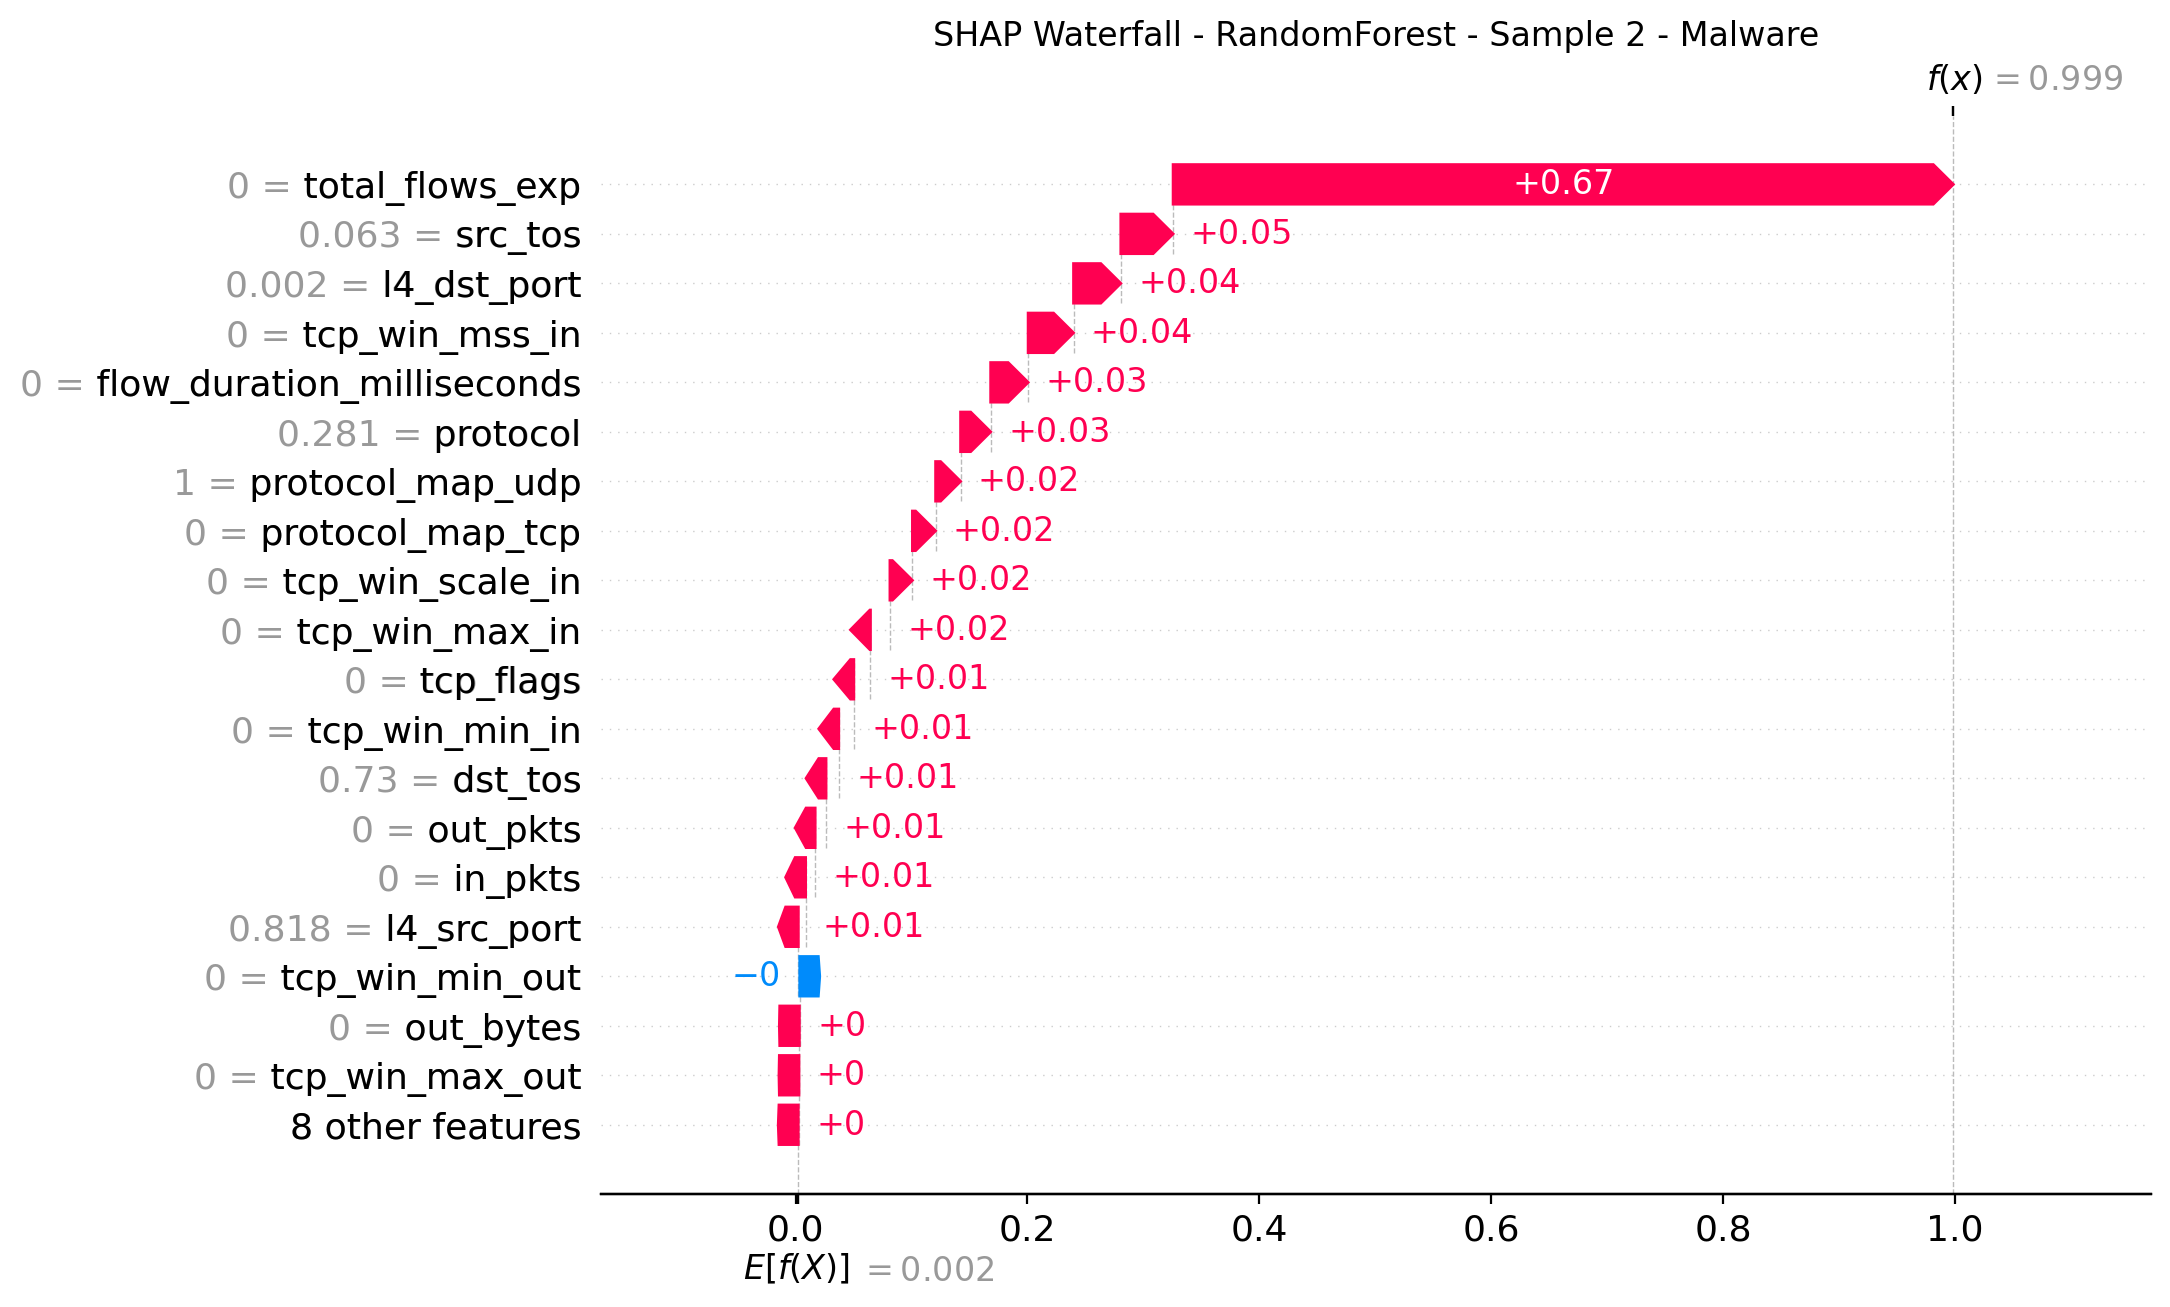 SHAP Waterfall - RandomForest - Sample 2 - Malware
f(x) = 0.999
0 = total_flows_exp +0.67
0.063 = src_tos +0.05
0.002 = l4_dst_port +0.04
0 = tcp_win_mss_in +0.04
0 = flow_duration_milliseconds +0.03
0.281 = protocol +0.03
1 = protocol_map_udp +0.02
0 = protocol_map_tcp +0.02
0 = tcp_win_scale_in +0.02
0 = tcp_win_max_in +0.02
0 = tcp_flags +0.01
0 = tcp_win_min_in +0.01
0.73 = dst_tos +0.01
0 = out_pkts +0.01
0 = in_pkts +0.01
0.818 = l4_src_port +0.01
0 = tcp_win_min_out −0
0 = out_bytes +0
0 = tcp_win_max_out +0
8 other features +0
0.0 0.2 0.4 0.6 0.8 1.0
E[f(X)] = 0.002